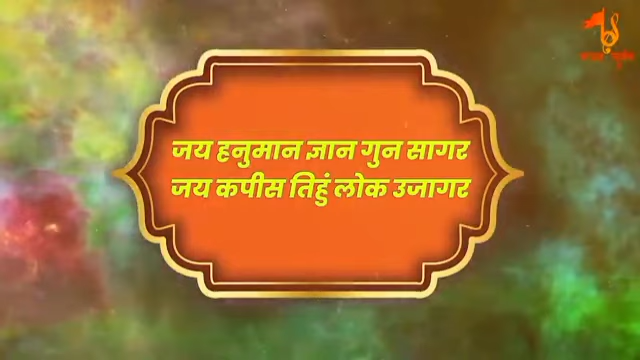 जय हनुमान ज्ञान गुन सागर
जय कपीस तिहुं लोक उजागर